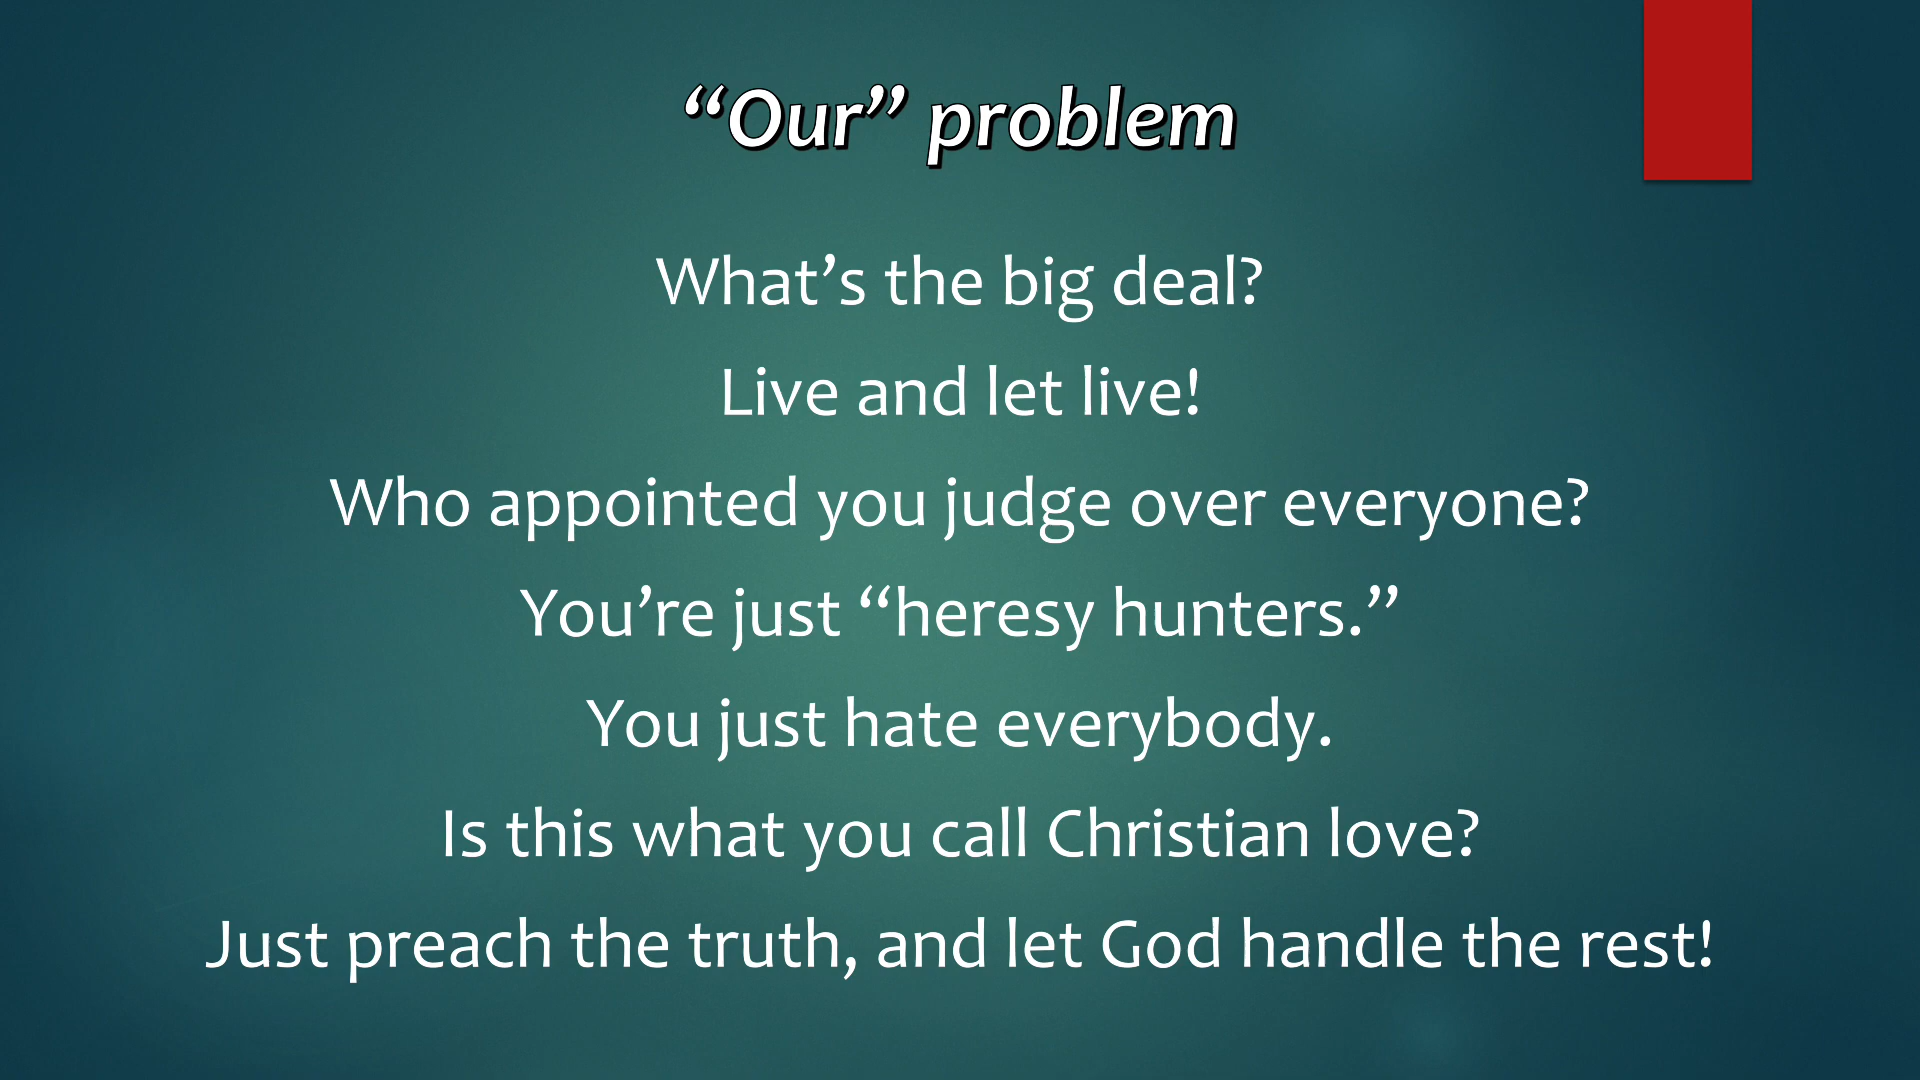 “Our” problem
What’s the big deal?
Live and let live!
Who appointed you judge over everyone?
You’re just “heresy hunters.”
You just hate everybody.
Is this what you call Christian love?
Just preach the truth, and let God handle the rest!